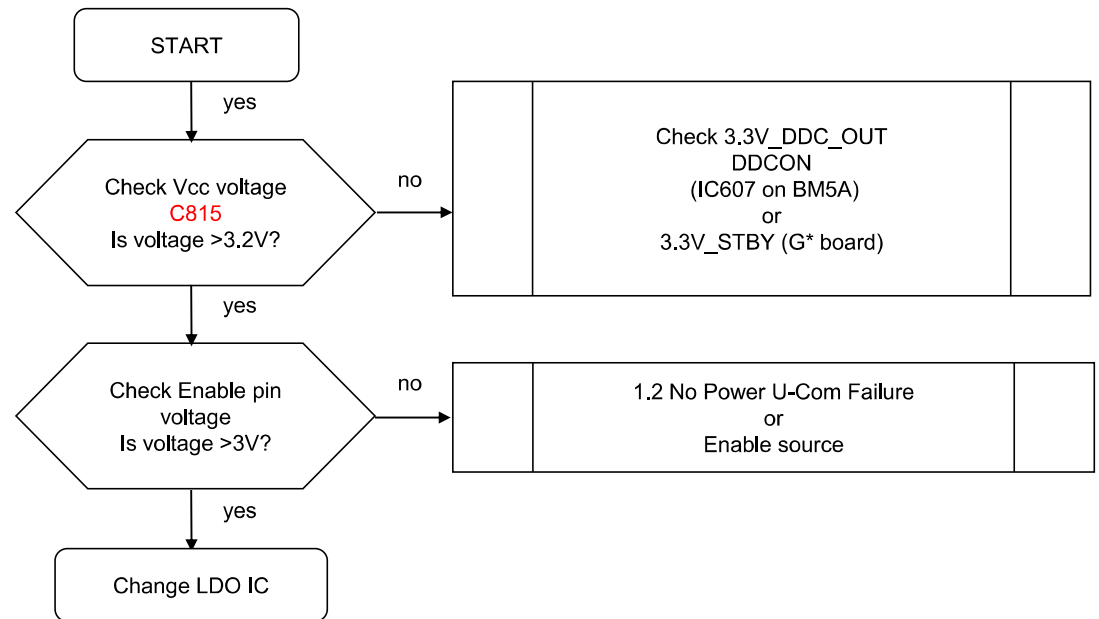 START
yes
Check Vcc voltage
C815
Is voltage >3.2V?
no
Check 3.3V_DDC_OUT
DDCON
(IC607 on BM5A)
or
3.3V_STBY (G* board)
yes
Check Enable pin
voltage
Is voltage >3V?
no
1.2 No Power U-Com Failure
or
Enable source
yes
Change LDO IC